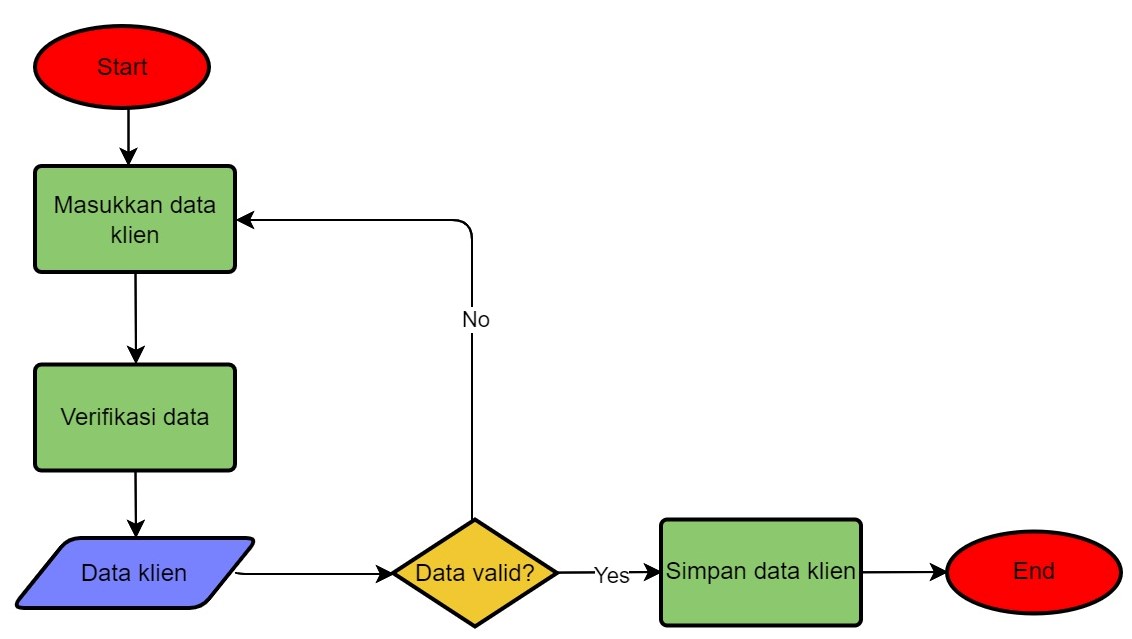 Start
Masukkan data
klien
No
Verifikasi data
Data klien
Data valid?
Yes
Simpan data klien
End